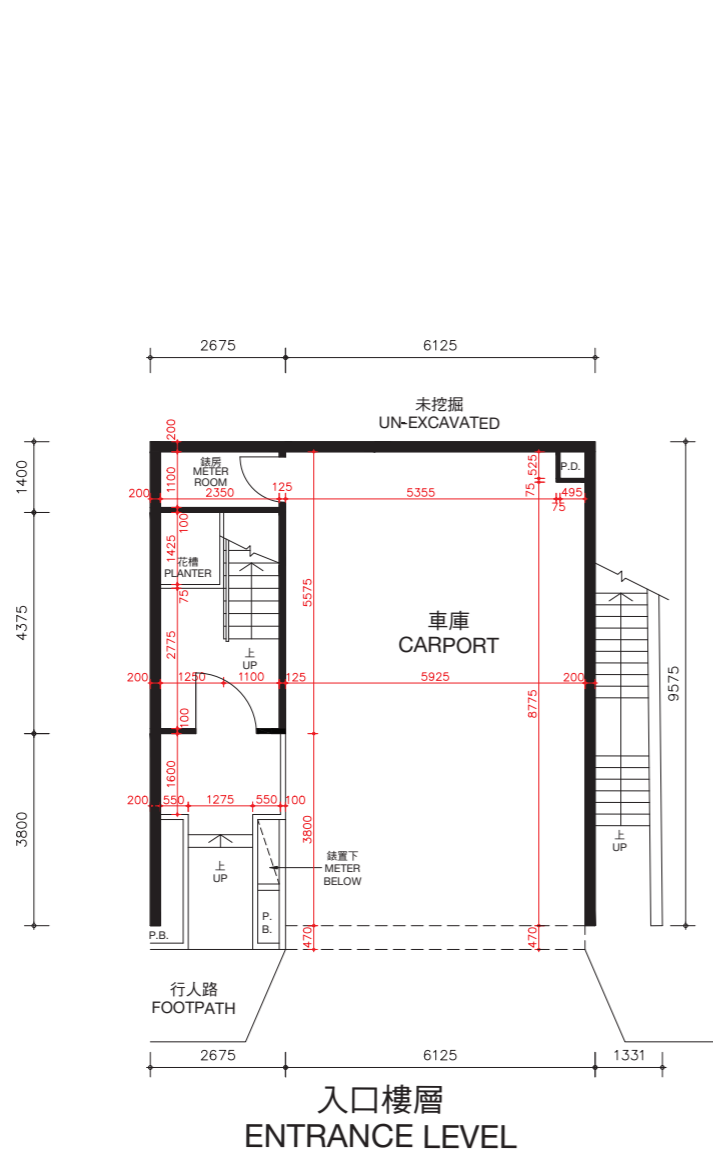 2675
6125
未挖掘
UN-EXCAVATED
200
1400
1100
錶房
METER
ROOM
P.D.
525
200
2350
125
5355
75
495
75
100
1425
花槽
PLANTER
75
5575
4375
2775
上
UP
車庫
CARPORT
200
1250
1100
125
5925
200
8775
9575
100
1600
200
550
1275
550
100
3800
3800
上
UP
上
UP
錶置下
METER
BELOW
P.
B.
P.B.
470
470
行人路
FOOTPATH
2675
6125
1331
入口樓層
ENTRANCE LEVEL